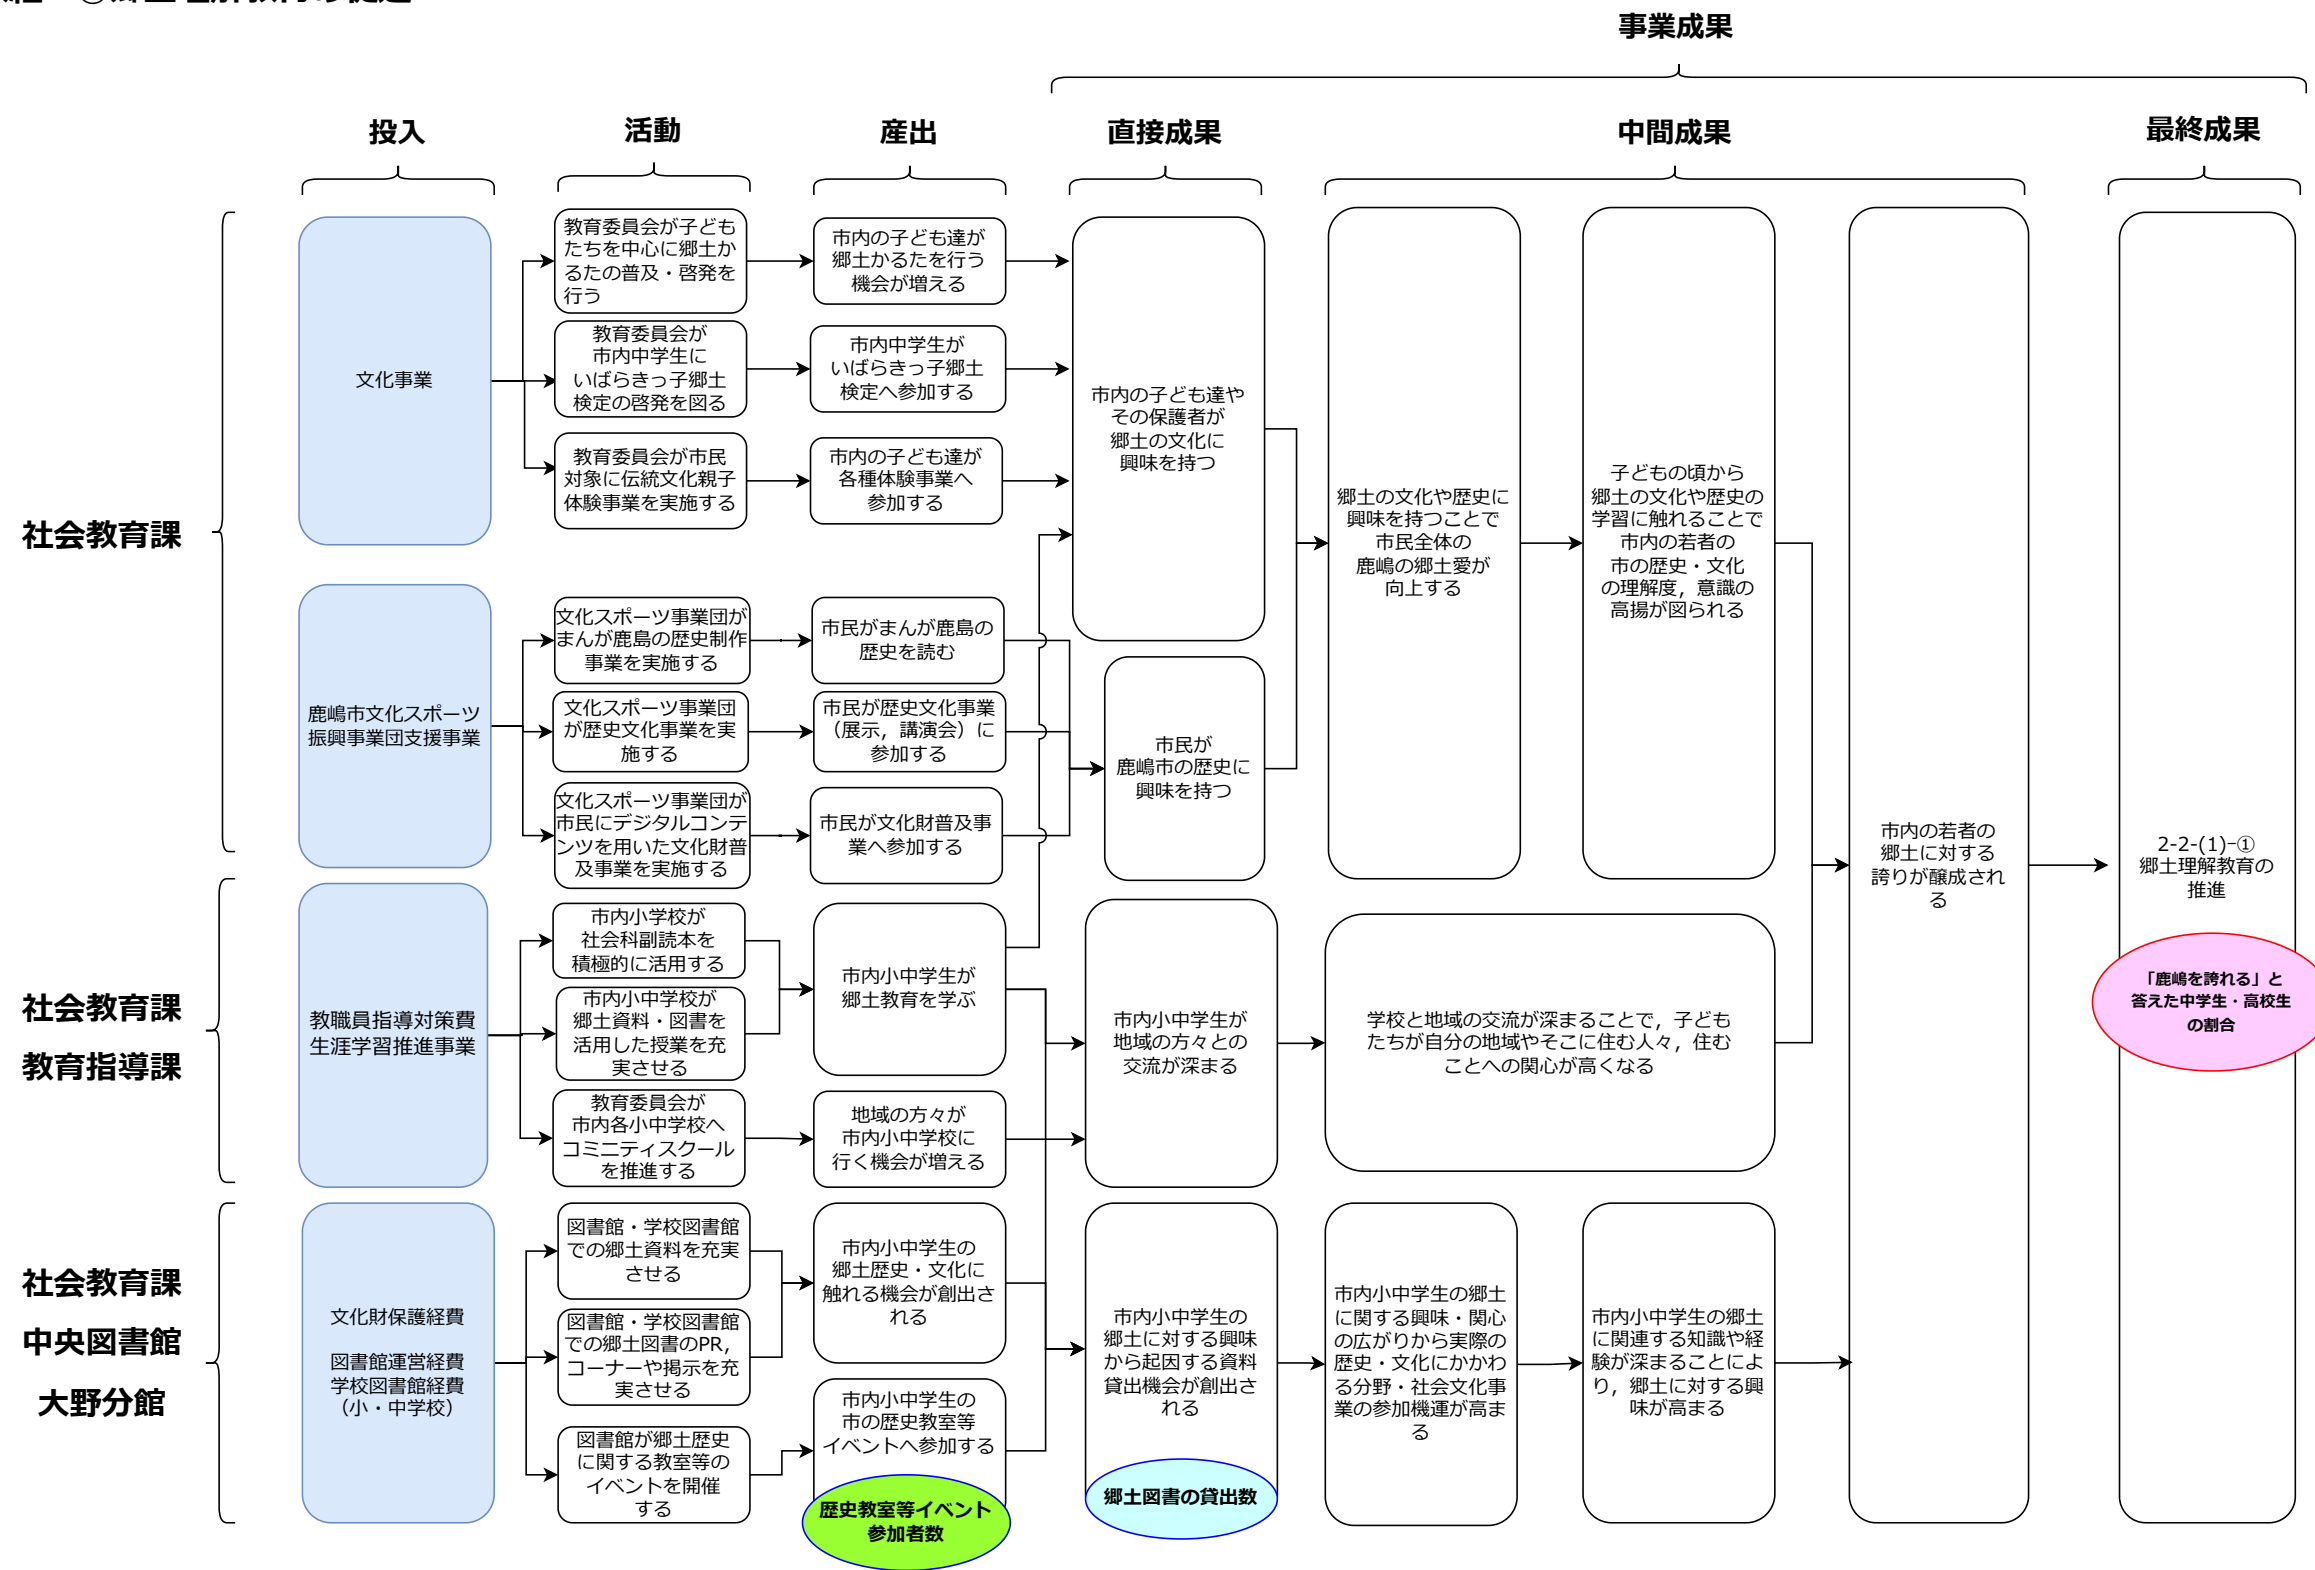 事業成果
投入
活動
産出
直接成果
中間成果
最終成果
社会教育課
文化事業
教育委員会が子ども
たちを中心に郷土か
るたの普及・啓発を
行う
市内の子ども達が
郷土かるたを行う
機会が増える
教育委員会が
市内中学生に
いばらきっ子郷土
検定の啓発を図る
市内中学生が
いばらきっ子郷土
検定へ参加する
教育委員会が市民
対象に伝統文化親子
体験事業を実施する
市内の子ども達が
各種体験事業へ
参加する
市内の子ども達や
その保護者が
郷土の文化に
興味を持つ
郷土の文化や歴史に
興味を持つことで
市民全体の
鹿嶋の郷土愛が
向上する
子どもの頃から
郷土の文化や歴史の
学習に触れることで
市内の若者の
市の歴史・文化
の理解度，意識の
高揚が図られる
鹿嶋市文化スポーツ
振興事業団支援事業
文化スポーツ事業団が
まんが鹿島の歴史制作
事業を実施する
市民がまんが鹿島の
歴史を読む
文化スポーツ事業団
が歴史文化事業を実
施する
市民が歴史文化事業
（展示，講演会）に
参加する
文化スポーツ事業団が
市民にデジタルコンテ
ンツを用いた文化財普
及事業を実施する
市民が文化財普及事
業へ参加する
市民が
鹿嶋市の歴史に
興味を持つ
市内の若者の
郷土に対する
誇りが醸成され
る
2-2-(1)-①
郷土理解教育の
推進
「鹿嶋を誇れる」と
答えた中学生・高校生
の割合
社会教育課
教育指導課
教職員指導対策費
生涯学習推進事業
市内小学校が
社会科副読本を
積極的に活用する
市内小中学校が
郷土資料・図書を
活用した授業を充
実させる
市内小中学生が
郷土教育を学ぶ
教育委員会が
市内各小中学校へ
コミニティスクール
を推進する
地域の方々が
市内小中学校に
行く機会が増える
市内小中学生が
地域の方々との
交流が深まる
学校と地域の交流が深まることで，子ども
たちが自分の地域やそこに住む人々，住む
ことへの関心が高くなる
社会教育課
中央図書館
大野分館
文化財保護経費
図書館運営経費
学校図書館経費
（小・中学校）
図書館・学校図書館
での郷土資料を充実
させる
図書館・学校図書館
での郷土図書のPR，
コーナーや掲示を充
実させる
市内小中学生の
郷土歴史・文化に
触れる機会が創出さ
れる
図書館が郷土歴史
に関する教室等の
イベントを開催
する
市内小中学生の
市の歴史教室等
イベントへ参加する
歴史教室等イベント
参加者数
市内小中学生の
郷土に対する興味
から起因する資料
貸出機会が創出さ
れる
郷土図書の貸出数
市内小中学生の郷土
に関する興味・関心
の広がりから実際の
歴史・文化にかかわ
る分野・社会文化事
業の参加機運が高ま
る
市内小中学生の郷土
に関連する知識や経
験が深まることによ
り，郷土に対する興
味が高まる